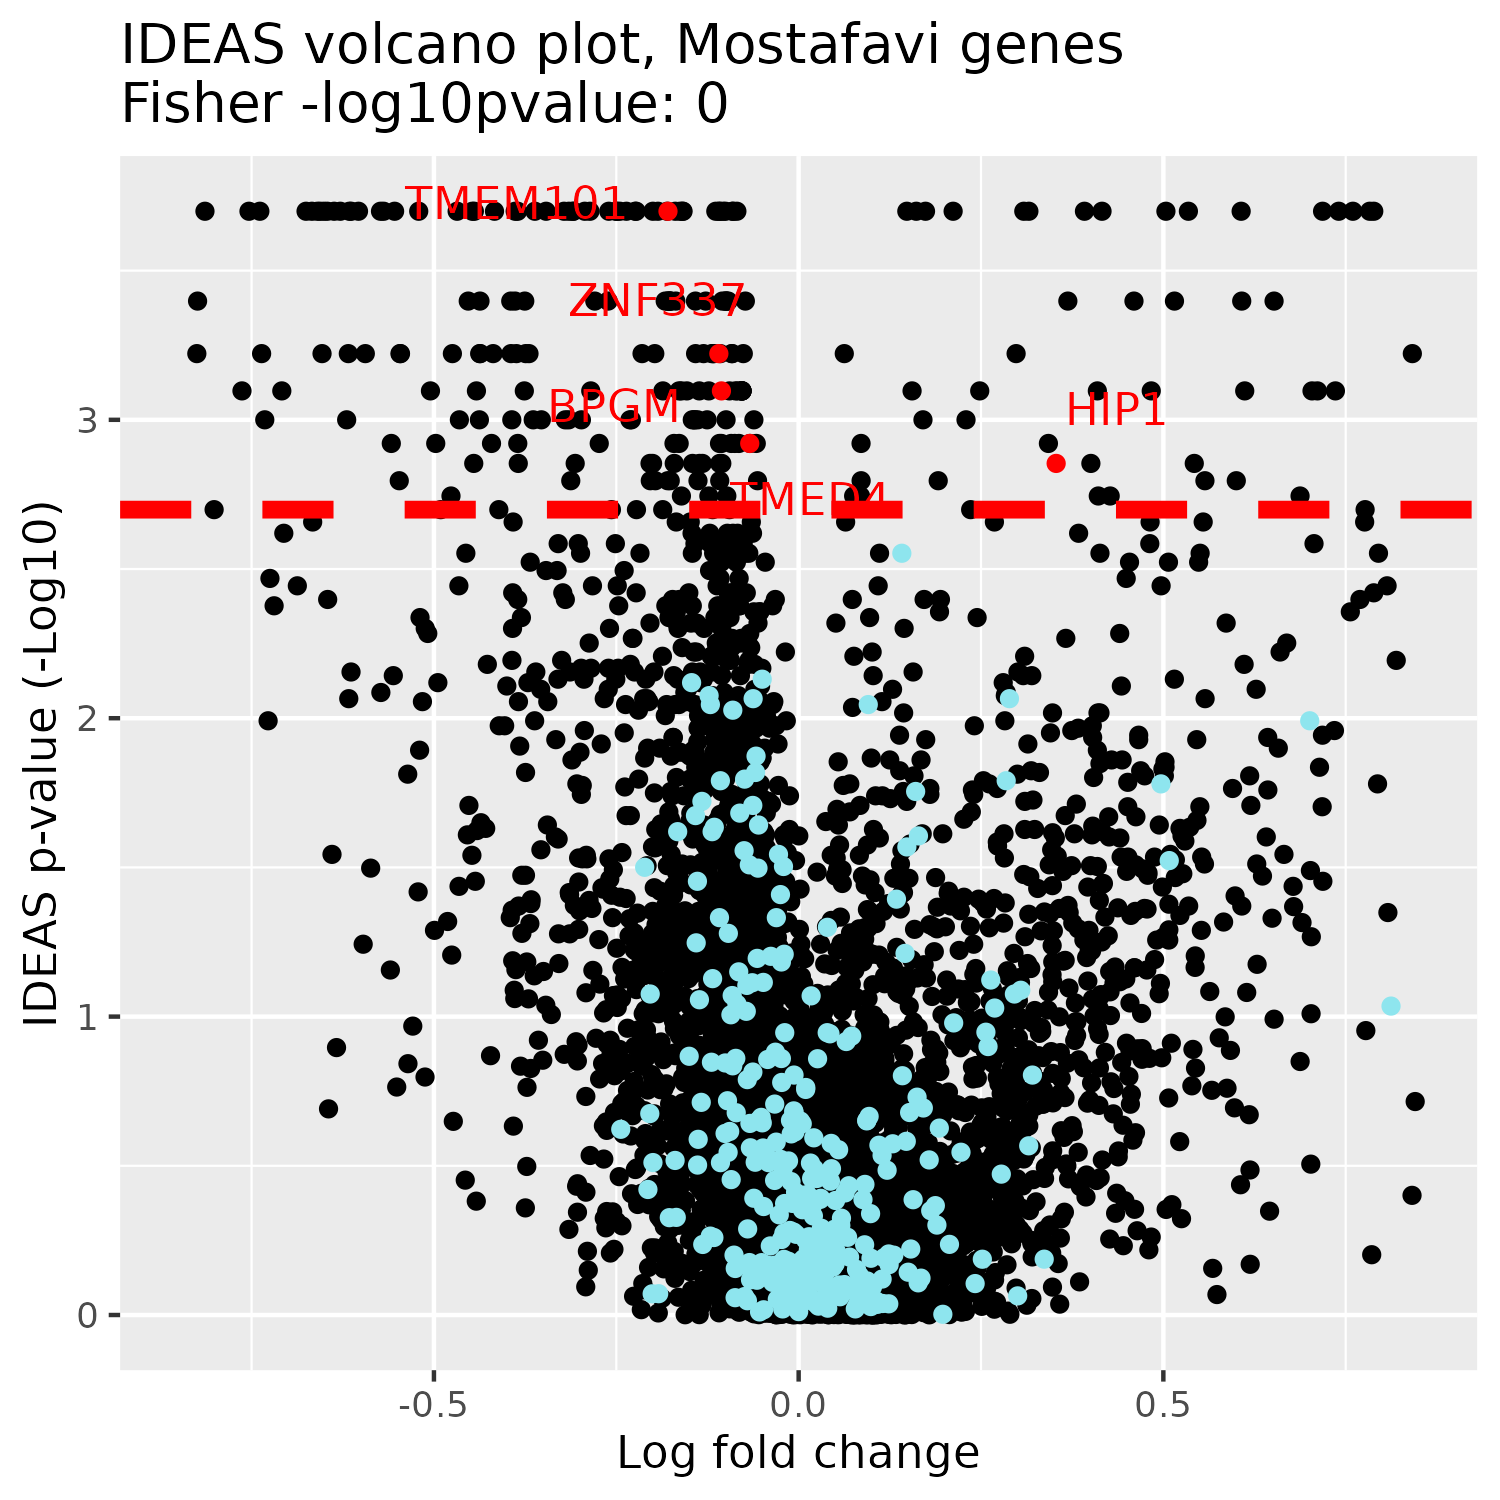 IDEAS volcano plot, Mostafavi genes
Fisher -log10pvalue: 0
TMEM101
ZNF337
BPGM
HIP1
TMED4
3
2
1
0
IDEAS p-value (-Log10)
-0.5
0.0
0.5
Log fold change